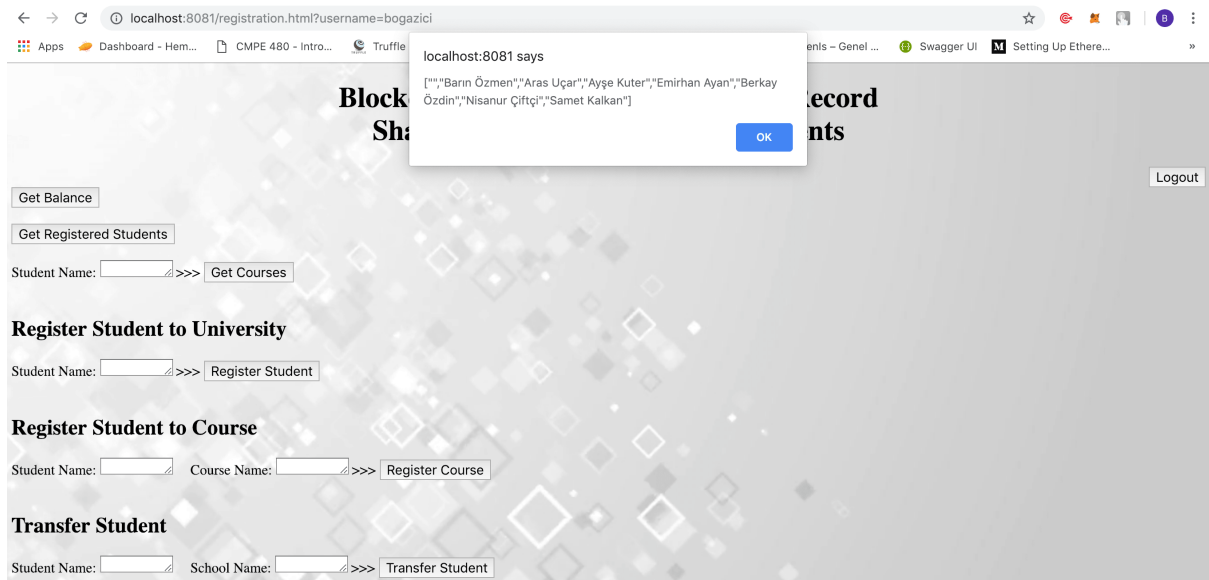 localhost:8081/registration.html?username=bogazici
B
Apps Dashboard - Hem... CMPE 480 - Intro... Truffle enls – Genel ... Swagger UI M Setting Up Ethere... »
localhost:8081 says
["","Barın Özmen","Aras Uçar","Ayşe Kuter","Emirhan Ayan","Berkay
Özdin","Nisanur Çiftçi","Samet Kalkan"]
OK
Block ecord
Sha nts
Logout
Get Balance
Get Registered Students
Student Name: >>> Get Courses
Register Student to University
Student Name: >>> Register Student
Register Student to Course
Student Name: Course Name: >>> Register Course
Transfer Student
Student Name: School Name: >>> Transfer Student